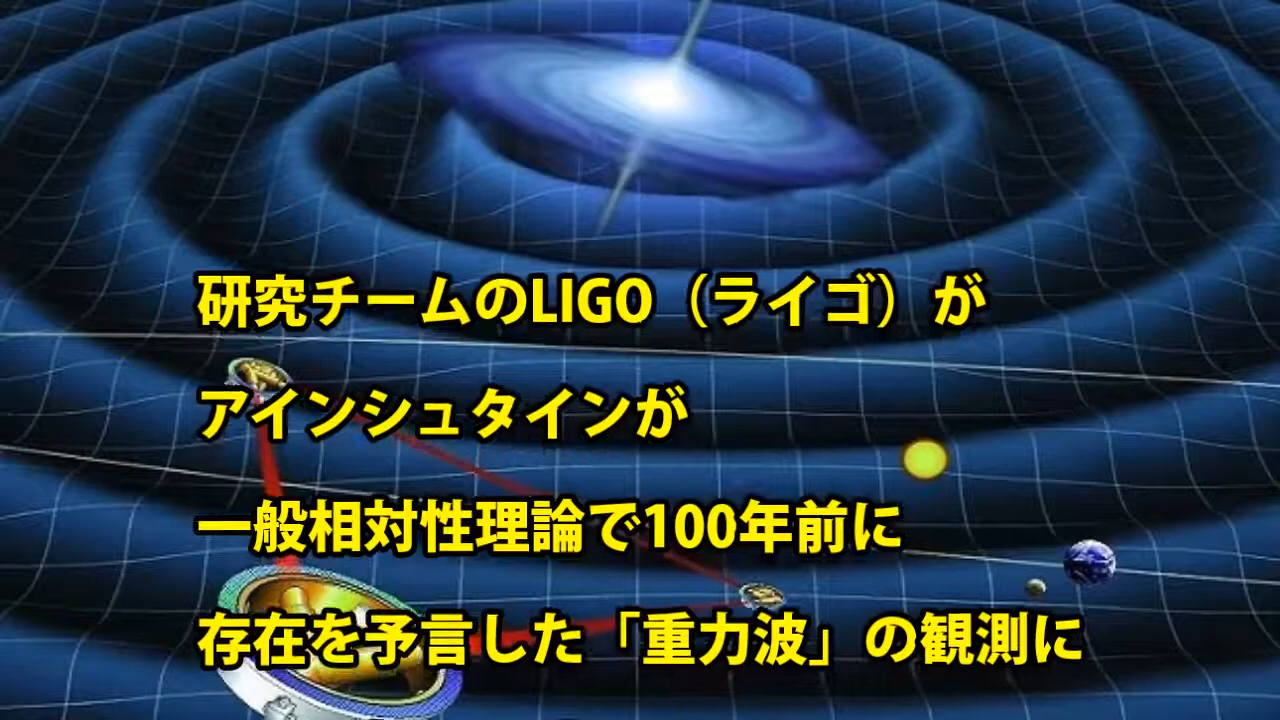 研究チームのLIGO（ライゴ）が
アインシュタインが
一般相対性理論で100年前に
存在を予言した「重力波」の観測に